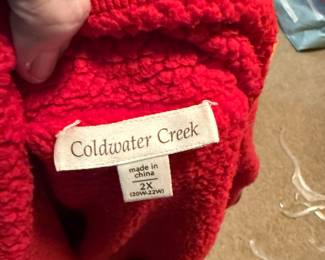 Coldwater Creek
made in
china
2X
(20W-22W)